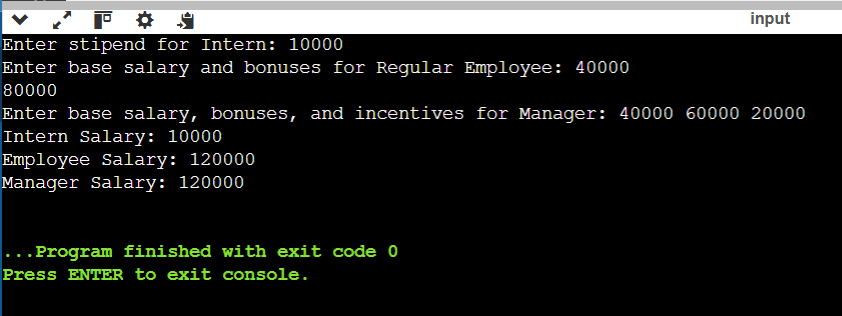 input
Enter stipend for Intern: 10000
Enter base salary and bonuses for Regular Employee: 40000
80000
Enter base salary, bonuses, and incentives for Manager: 40000 60000 20000
Intern Salary: 10000
Employee Salary: 120000
Manager Salary: 120000
...Program finished with exit code 0
Press ENTER to exit console.